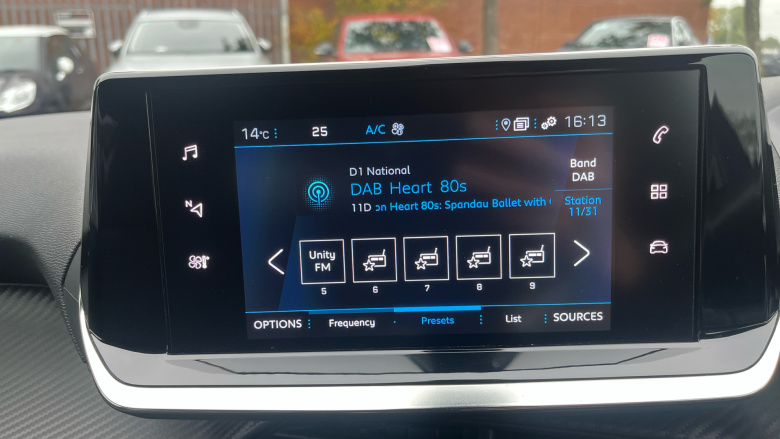 14°C
25
A/C
16:13
D1 National
DAB Heart 80s
11D on Heart 80s: Spandau Ballet with
Band
DAB
Station
11/31
Unity
FM
5 6 7 8 9
OPTIONS Frequency Presets List SOURCES
N